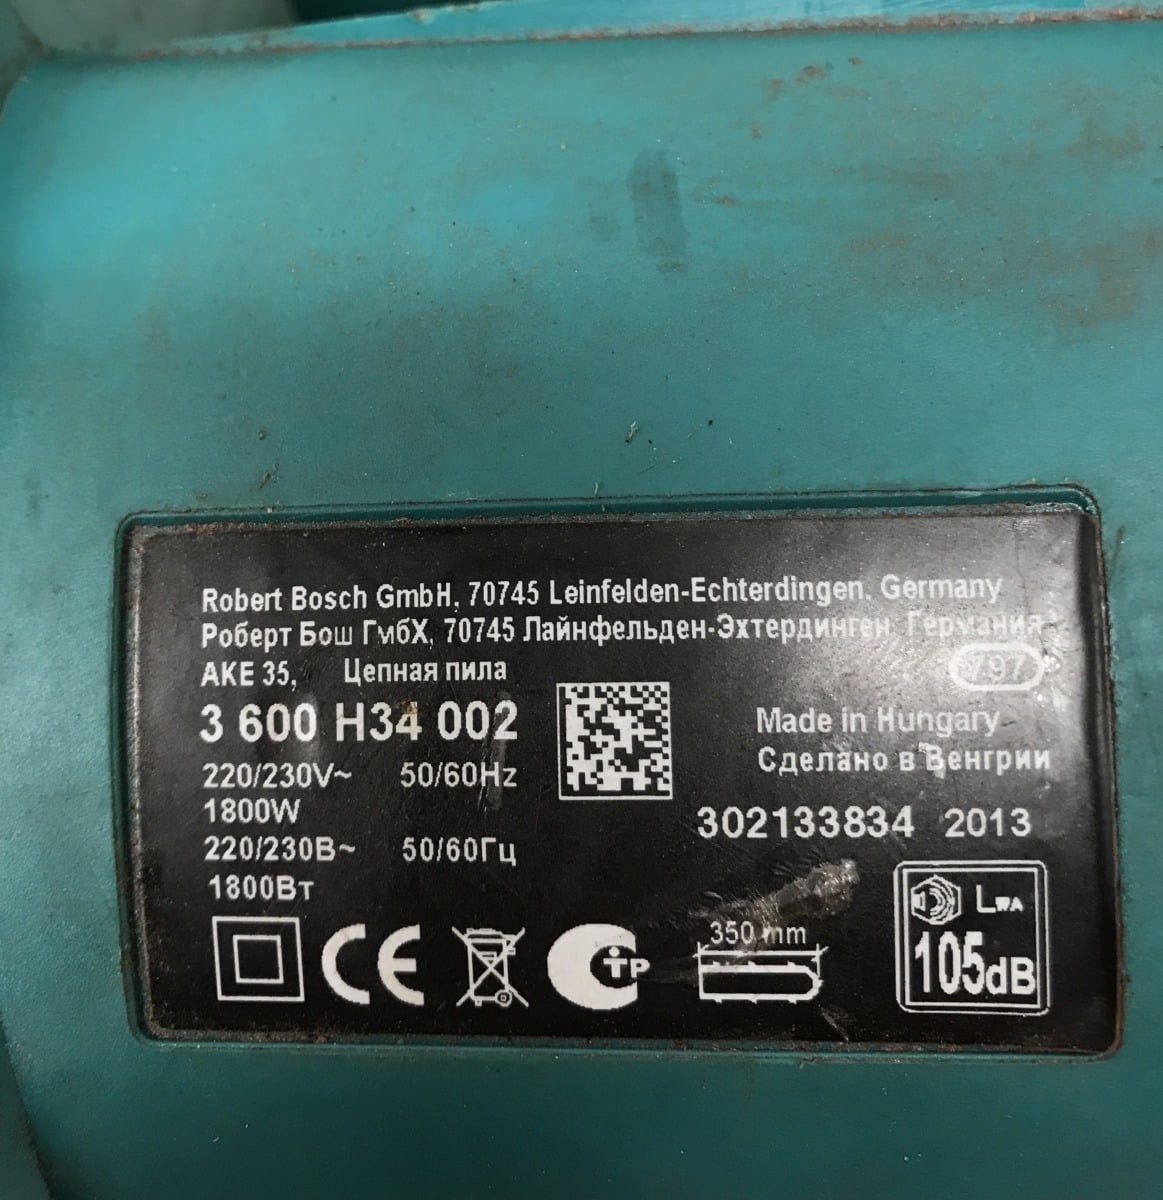 Robert Bosch GmbH, 70745 Leinfelden-Echterdingen, Germany
Роберт Бош ГмбХ, 70745 Лайнфельден-Эхтердинген, Германия
AKE 35, Цепная пила
797
3 600 H34 002
Made in Hungary
Сделано в Венгрии
220/230V~ 50/60Hz
1800W
302133834 2013
220/230В~ 50/60Гц
1800Вт
CE
TP
350 mm
LWA
105dB